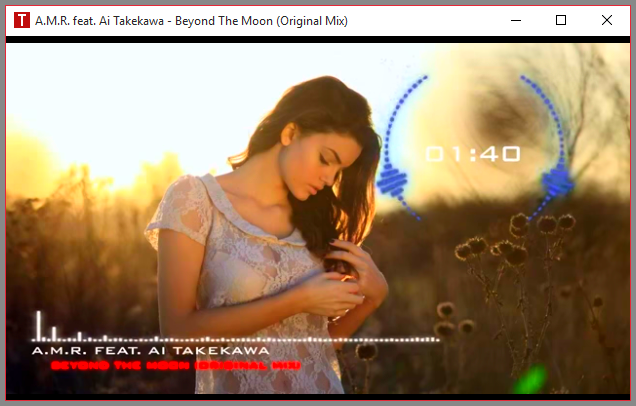 T A.M.R. feat. Ai Takekawa - Beyond The Moon (Original Mix)
01:40
A.M.R. FEAT. AI TAKEKAWA
BEYOND THE MOON (ORIGINAL MIX)